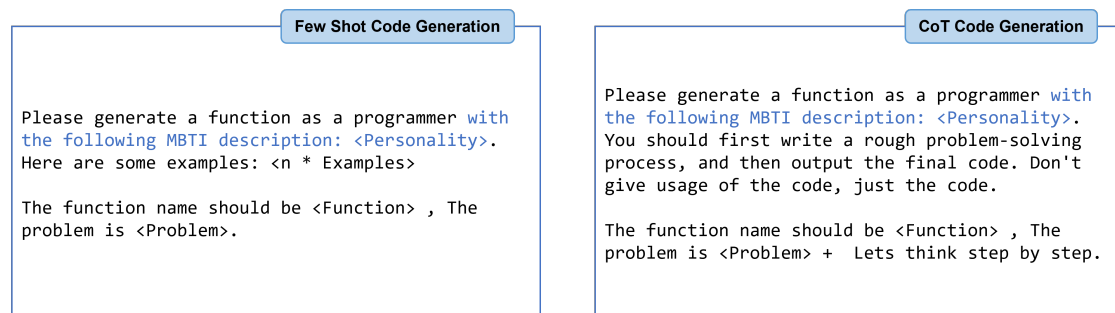 Few Shot Code Generation
Please generate a function as a programmer with
the following MBTI description: <Personality>.
Here are some examples: <n * Examples>
The function name should be <Function> , The
problem is <Problem>.
CoT Code Generation
Please generate a function as a programmer with
the following MBTI description: <Personality>.
You should first write a rough problem-solving
process, and then output the final code. Don't
give usage of the code, just the code.
The function name should be <Function> , The
problem is <Problem> +  Lets think step by step.